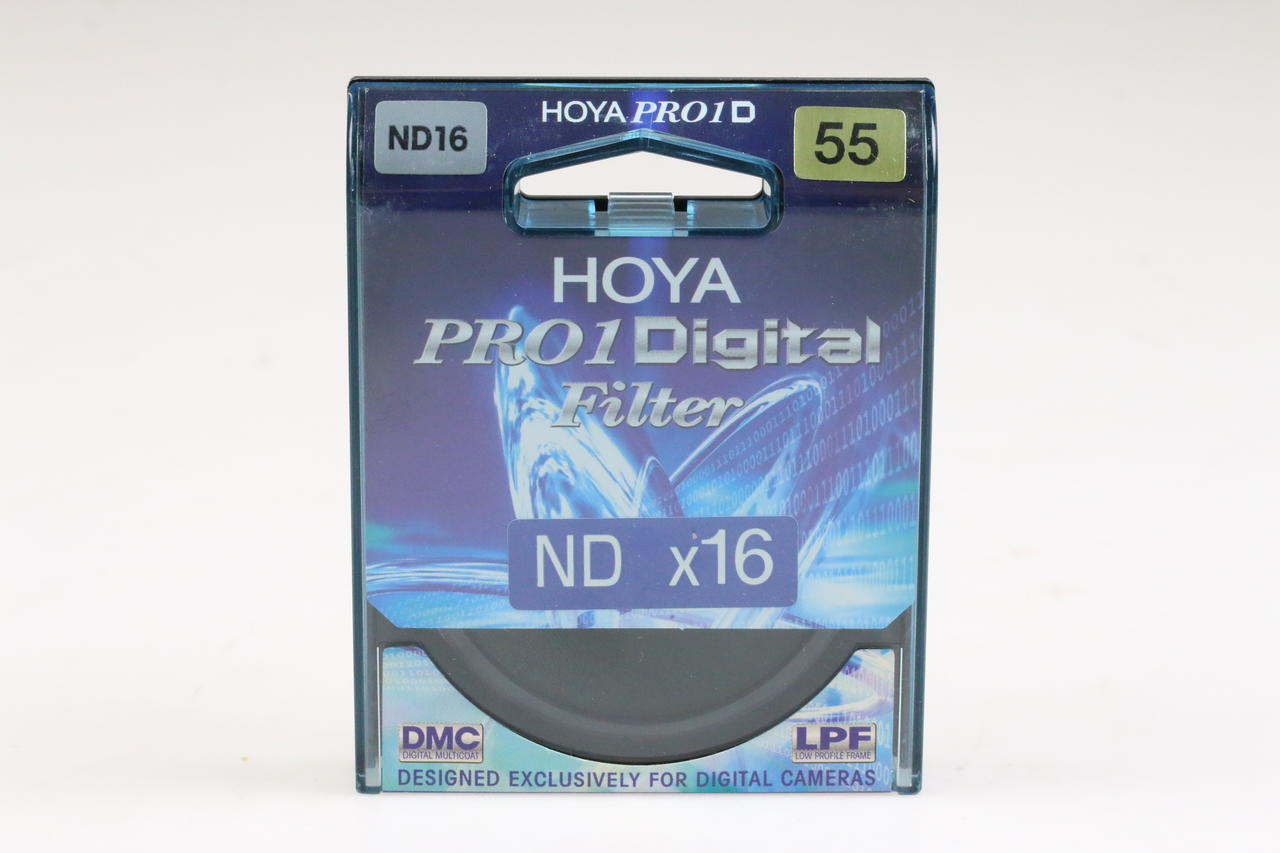 HOYA PRO1D
ND16
55
HOYA
PRO1 Digital
Filter
ND x16
DMC
DIGITAL MULTICOAT
LPF
LOW PROFILE FRAME
DESIGNED EXCLUSIVELY FOR DIGITAL CAMERAS